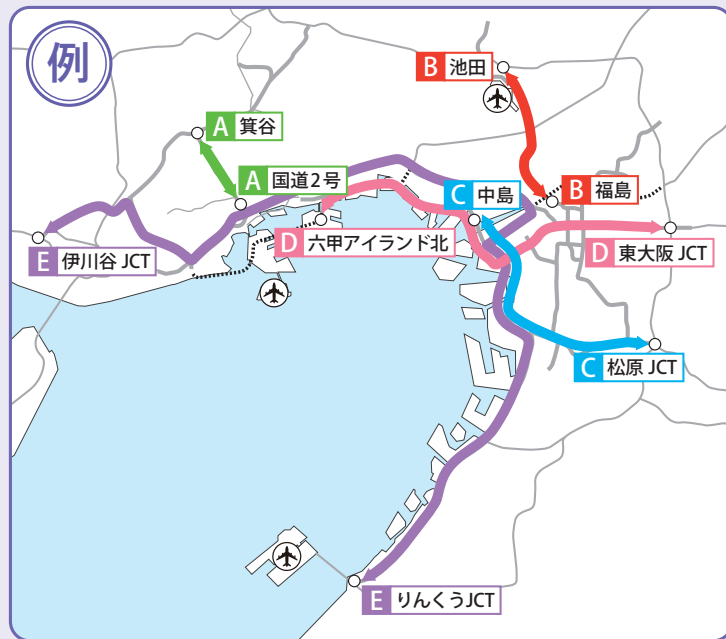 例
B 池田
A 箕谷
A 国道2号
C 中島
B 福島
D 六甲アイランド北
D 東大阪 JCT
E 伊川谷 JCT
C 松原 JCT
E りんくうJCT